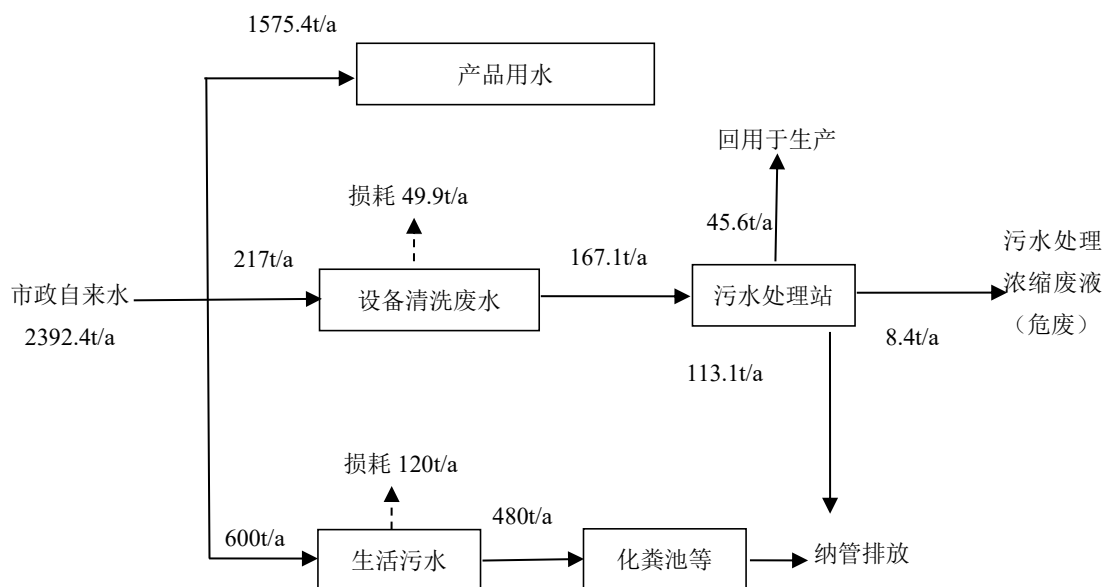 1575.4t/a
产品用水
回用于生产
损耗 49.9t/a
45.6t/a
污水处理
浓缩废液
（危废）
217t/a
167.1t/a
市政自来水
设备清洗废水
污水处理站
2392.4t/a
8.4t/a
113.1t/a
损耗 120t/a
480t/a
600t/a
生活污水
化粪池等
纳管排放